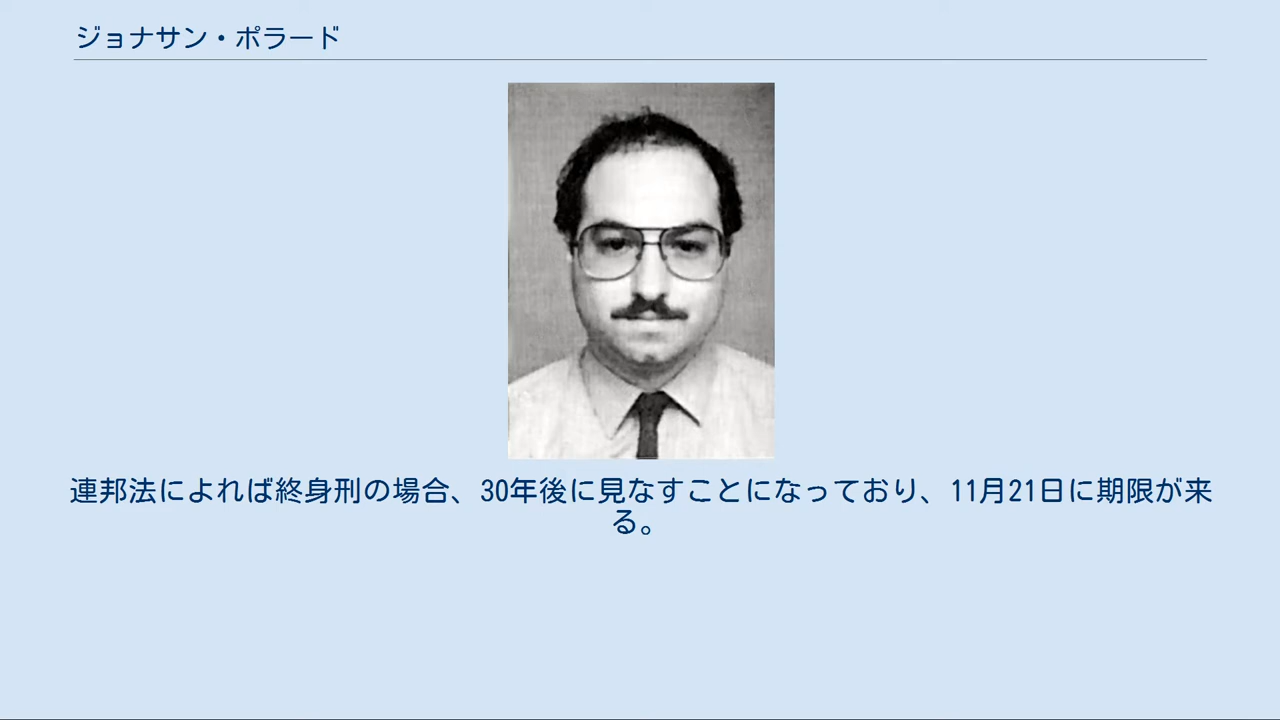 ジョナサン・ポラード
連邦法によれば終身刑の場合、30年後に見なすことになっており、11月21日に期限が来
る。